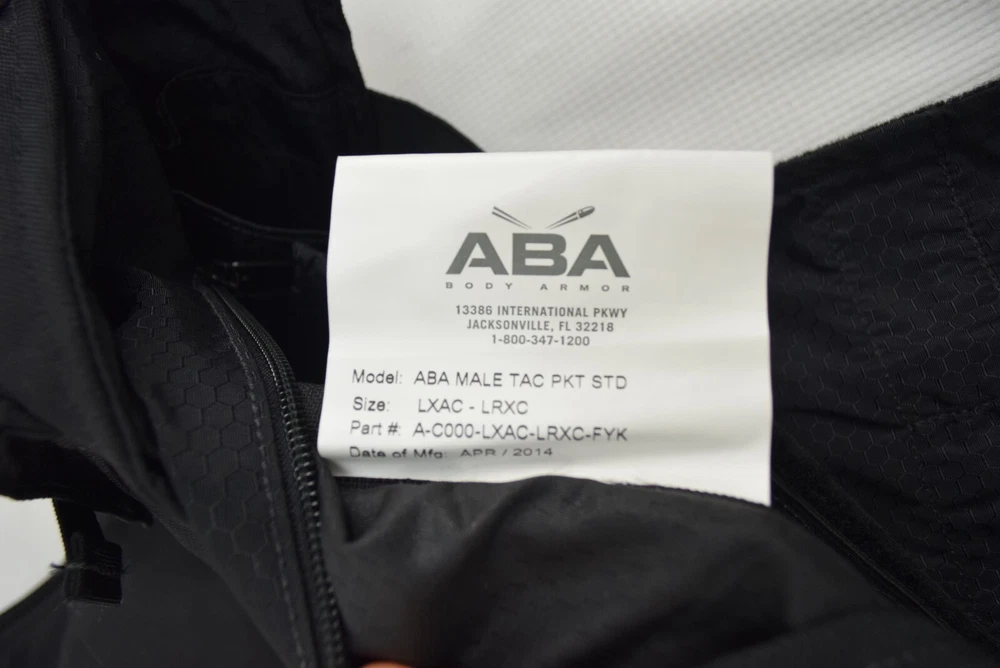 ABA
BODY ARMOR
13386 INTERNATIONAL PKWY
JACKSONVILLE, FL 32218
1-800-347-1200
Model: ABA MALE TAC PKT STD
Size: LXAC - LRXC
Part #: A-C000-LXAC-LRXC-FYK
Date of Mfg: APR / 2014